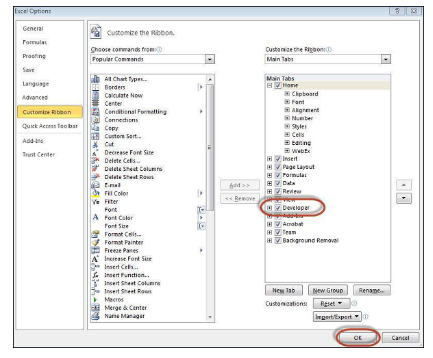 Excel Options
General
Formulas
Proofing
Save
Language
Advanced
Customize Ribbon
Quick Access Toolbar
Add-Ins
Trust Center
Customize the Ribbon.
Choose commands from:
Popular Commands
All Chart Types...
Borders
Calculate Now
Center
Conditional Formatting
Connections
Copy
Custom Sort...
Cut
Decrease Font Size
Delete Cells...
Delete Sheet Columns
Delete Sheet Rows
E-mail
Fill Color
Filter
Font
Font Color
Font Size
Format Cells...
Format Painter
Freeze Panes
Increase Font Size
Insert Cells...
Insert Function...
Insert Sheet Columns
Insert Sheet Rows
Macros
Merge & Center
Name Manager
Add >>
<< Remove
Customize the Ribbon:
Main Tabs
Main Tabs
Home
Clipboard
Font
Alignment
Number
Styles
Cells
Editing
WebEx
Insert
Page Layout
Formulas
Data
Review
View
Developer
Add-Ins
Acrobat
Team
Background Removal
New Tab
New Group
Rename...
Customizations:
Reset
Import/Export
OK
Cancel